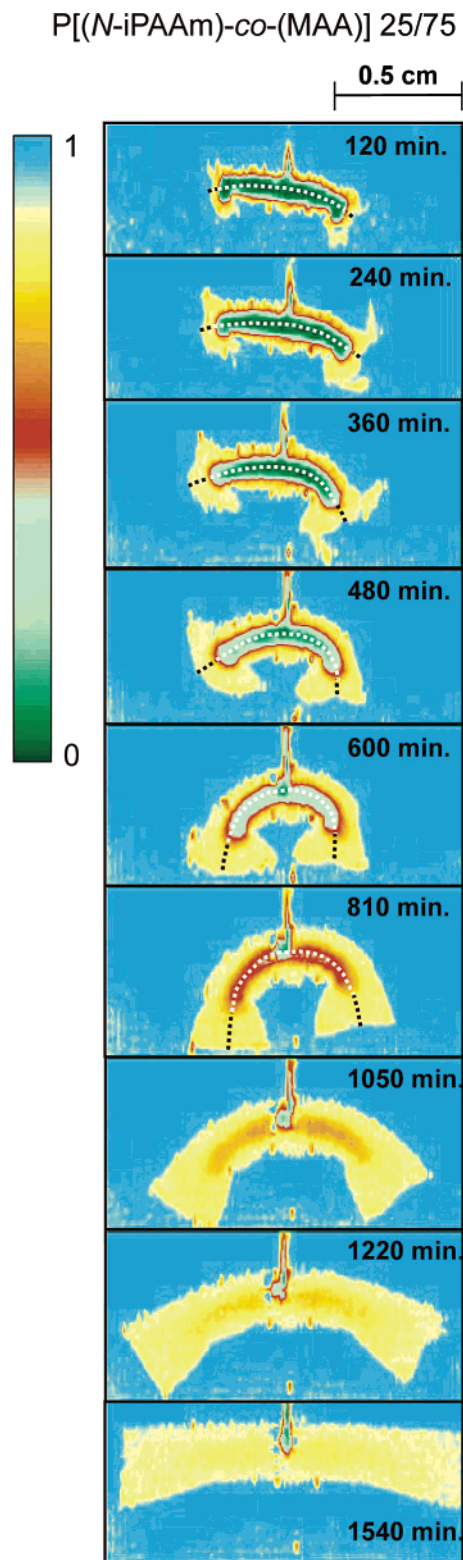 P[(N-iPAAm)-co-(MAA)] 25/75
0.5 cm
1
0
120 min.
240 min.
360 min.
480 min.
600 min.
810 min.
1050 min.
1220 min.
1540 min.